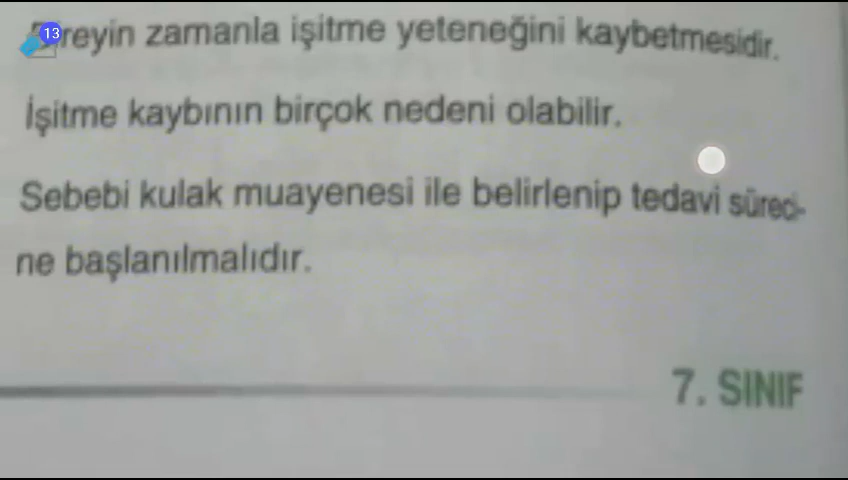 13
zamanla işitme yeteneğini kaybetmesidir.
İşitme kaybının birçok nedeni olabilir.
Sebebi kulak muayenesi ile belirlenip tedavi süreci-
ne başlanılmalıdır.
7. SINIF